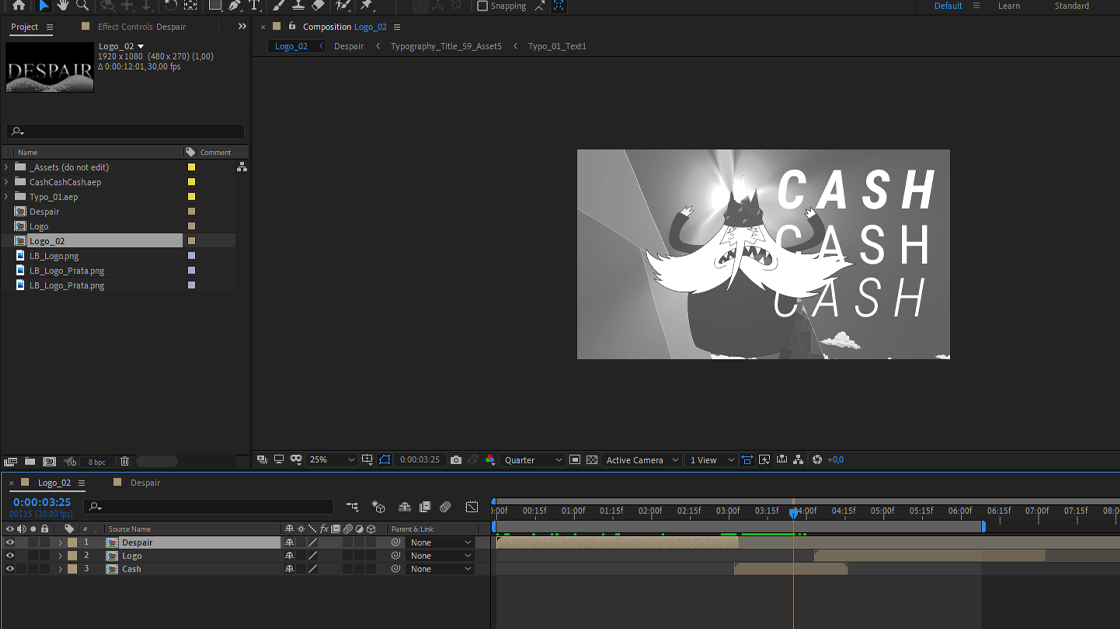 Snapping
Default
Learn
Standard
Project
Effect Controls Despair
Composition Logo_02
Logo_02
Despair
Typography_Title_59_Asset5
Typo_01_Text1
DESPAIR
Logo_02
1920 x 1080 (480 x 270) (1,00)
Δ 0:00:12:01, 30,00 fps
Name
Comment
_Assets (do not edit)
CashCashCash.aep
Typo_01.aep
Despair
Logo
Logo_02
LB_Logo.png
LB_Logo_Prata.png
LB_Logo_Prata.png
CASH
CASH
CASH
8 bpc
25%
0:00:03:25
Quarter
Active Camera
1 View
+0,0
Logo_02
Despair
0:00:03:25
00115 (30.00 fps)
:00f
00:15f
01:00f
01:15f
02:00f
02:15f
03:00f
03:15f
04:00f
04:15f
05:00f
05:15f
06:00f
06:15f
07:00f
07:15f
08:0
#
Source Name
fx
Parent & Link
1 Despair None
2 Logo None
3 Cash None